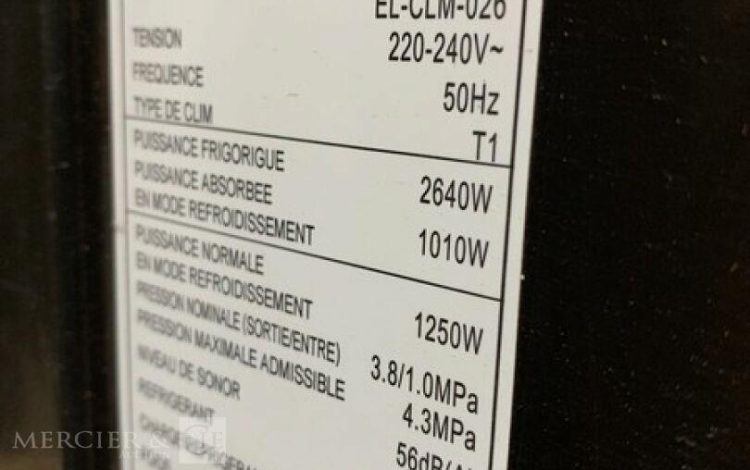 EL-CLM-026
TENSION 220-240V~
FREQUENCE 50Hz
TYPE DE CLIM T1
PUISSANCE FRIGORIGUE 2640W
PUISSANCE ABSORBEE
EN MODE REFROIDISSEMENT 1010W
PUISSANCE NORMALE
EN MODE REFROIDISSEMENT 1250W
PRESSION NOMINALE (SORTIE/ENTRE) 3.8/1.0MPa
PRESSION MAXIMALE ADMISSIBLE 4.3MPa
NIVEAU DE SONOR 56dB
REFRIGERANT
MERCIER & CIE